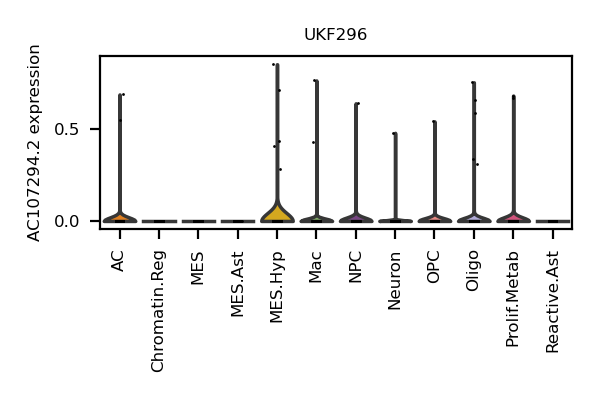 UKF296
AC107294.2 expression
0.5
0.0
AC
Chromatin.Reg
MES
MES.Ast
MES.Hyp
Mac
NPC
Neuron
OPC
Oligo
Prolif.Metab
Reactive.Ast